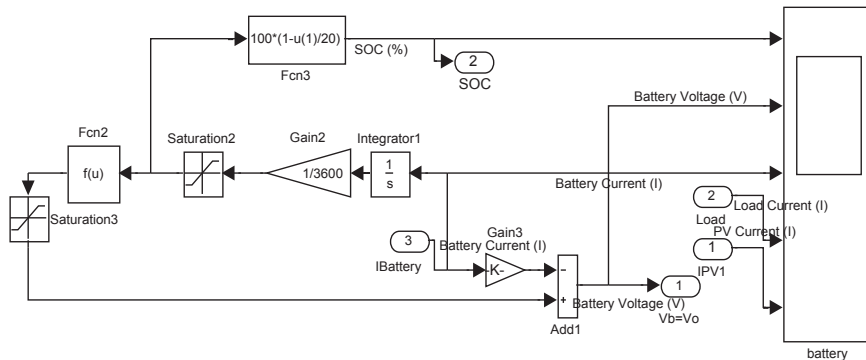 100*(1-u(1)/20)
SOC (%)
Fcn3
2
SOC
Battery Voltage (V)
Fcn2
Saturation2
Gain2
Integrator1
f(u)
1/3600
1
s
Battery Current (I)
Saturation3
2
Load
Load Current (I)
3
IBattery
Gain3
Battery Current (I)
-K-
1
IPV1
PV Current (I)
−
+
Add1
Battery Voltage (V)
1
Vb=Vo
battery